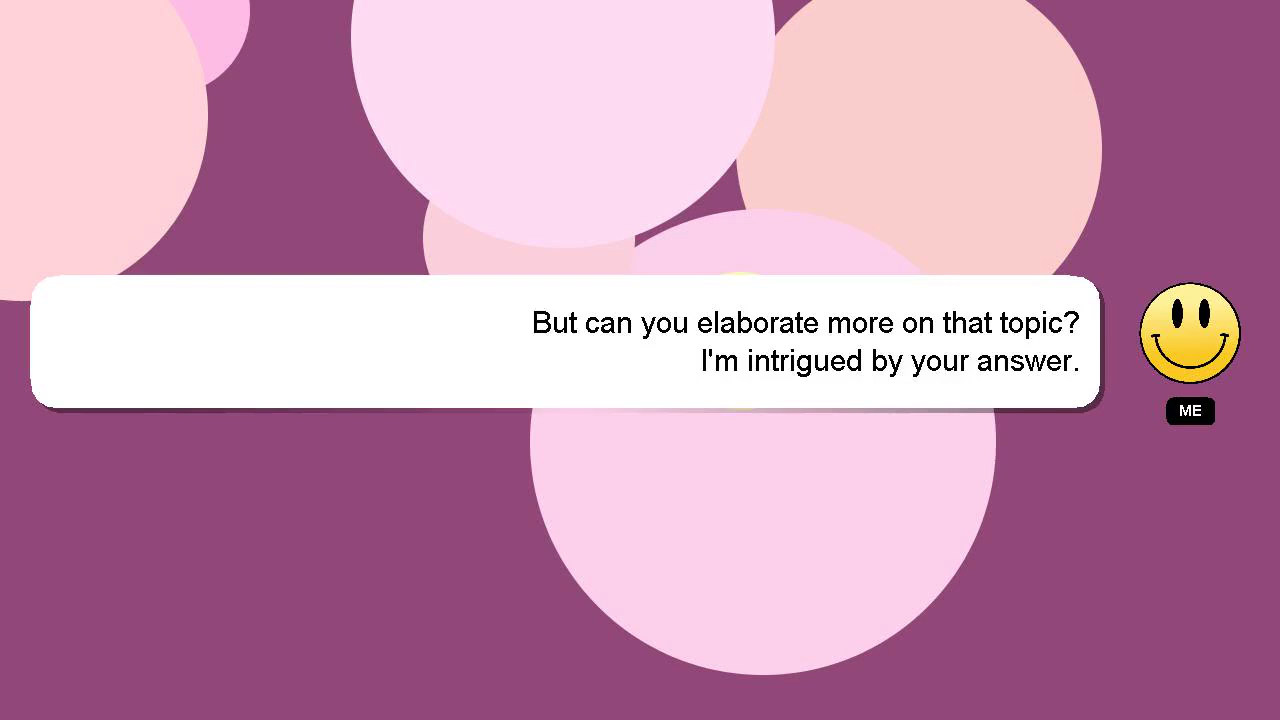 But can you elaborate more on that topic?
I'm intrigued by your answer.
ME